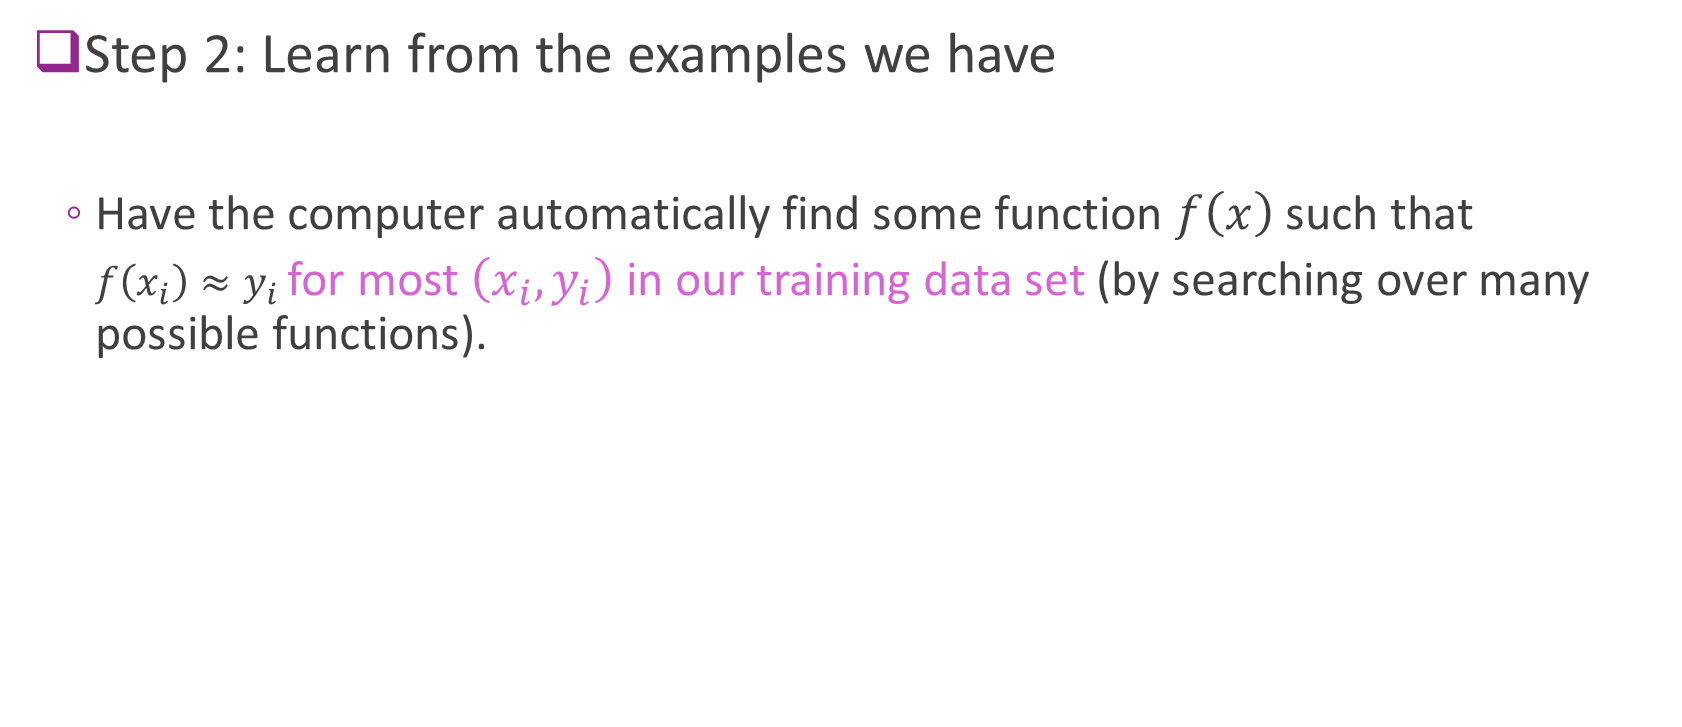 ❑Step 2: Learn from the examples we have
◦ Have the computer automatically find some function 𝑓(𝑥) such that
𝑓(𝑥ᵢ) ≈ 𝑦ᵢ for most (𝑥ᵢ, 𝑦ᵢ) in our training data set (by searching over many
possible functions).